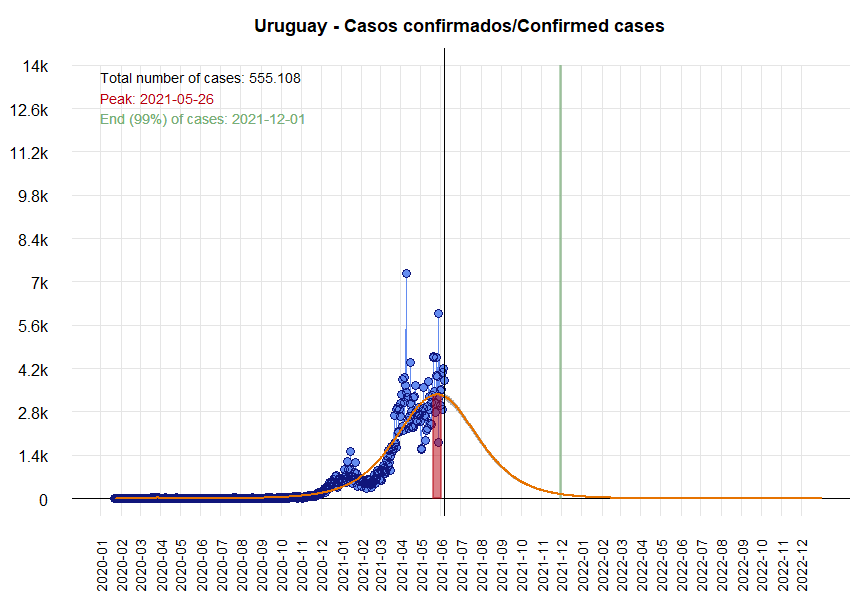 Uruguay - Casos confirmados/Confirmed cases
Total number of cases: 555.108
Peak: 2021-05-26
End (99%) of cases: 2021-12-01
14k
12.6k
11.2k
9.8k
8.4k
7k
5.6k
4.2k
2.8k
1.4k
0
2020-01
2020-02
2020-03
2020-04
2020-05
2020-06
2020-07
2020-08
2020-09
2020-10
2020-11
2020-12
2021-01
2021-02
2021-03
2021-04
2021-05
2021-06
2021-07
2021-08
2021-09
2021-10
2021-11
2021-12
2022-01
2022-02
2022-03
2022-04
2022-05
2022-06
2022-07
2022-08
2022-09
2022-10
2022-11
2022-12